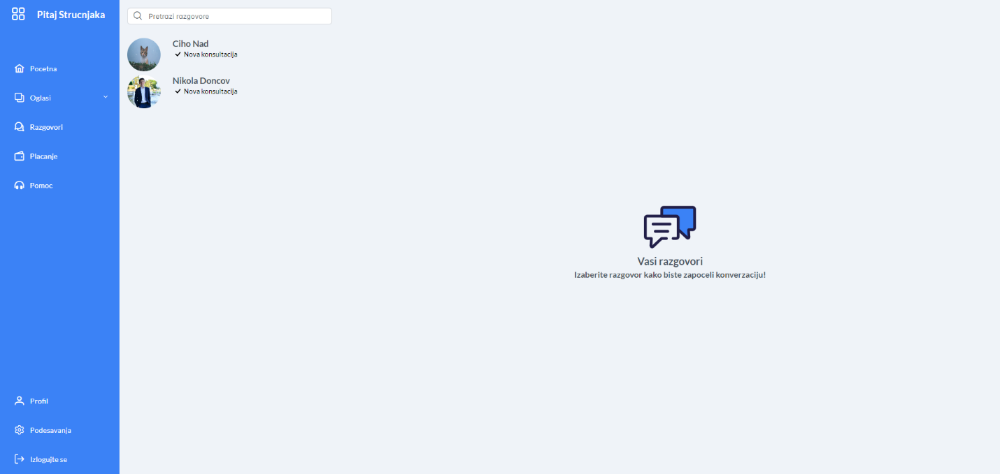 Pitaj Strucnjaka
Pocetna
Oglasi
Razgovori
Placanje
Pomoc
Profil
Podesavanja
Izlogujte se
Pretrazi razgovore
Ciho Nad
Nova konsultacija
Nikola Doncov
Nova konsultacija
Vasi razgovori
Izaberite razgovor kako biste zapoceli konverzaciju!